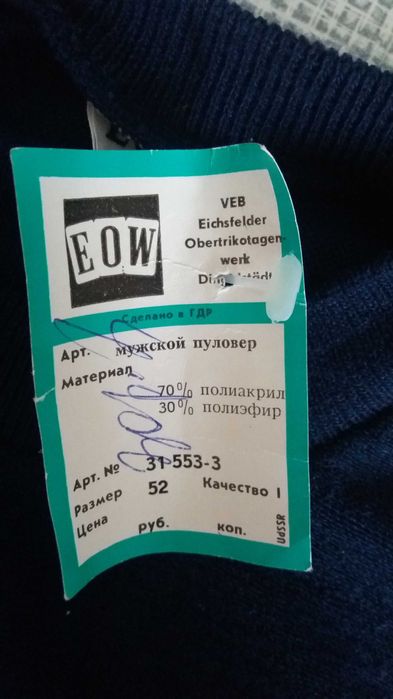 EOW
VEB
Eichsfelder
Obertrikotagen-
werk
Сделано в ГДР
Арт. мужской пуловер
Материал
70% полиакрил
30% полиэфир
Арт. № 31 553-3
Размер 52 Качество I
Цена руб. коп.
UdSSR